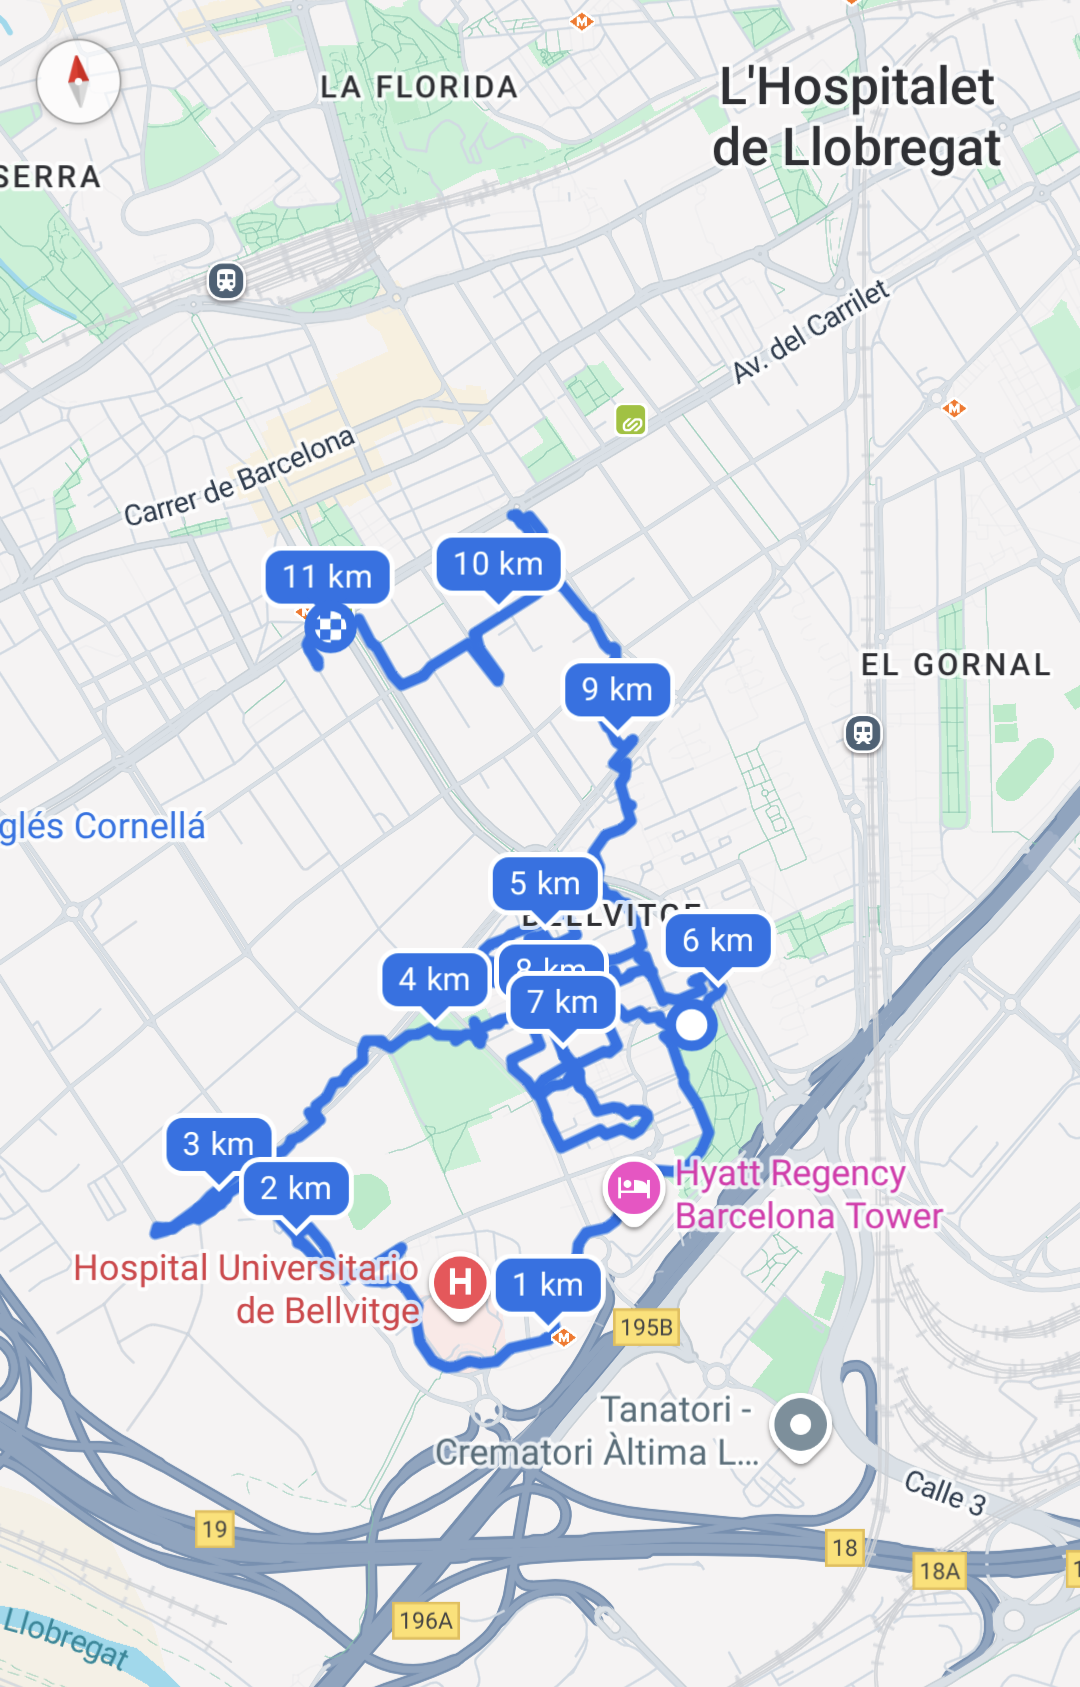 LA FLORIDA
L'Hospitalet
de Llobregat
SERRA
Av. del Carrilet
Carrer de Barcelona
10 km
11 km
EL GORNAL
9 km
glés Cornellá
5 km
BELLVITGE
6 km
8 km
4 km
7 km
3 km
2 km
Hyatt Regency
Barcelona Tower
Hospital Universitario
de Bellvitge
H
1 km
195B
Tanatori -
Crematori Àltima L...
Calle 3
19
18
18A
1
196A
Llobregat